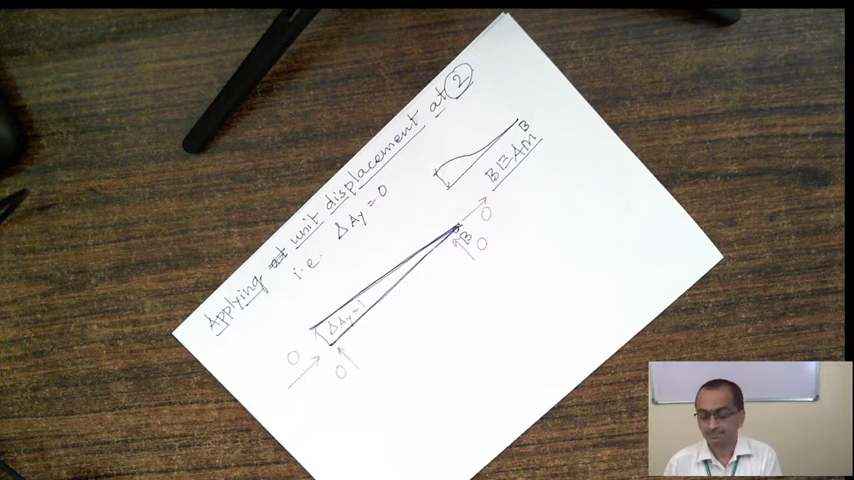 Applying at unit displacement at 2
i.e. ΔAy = 0
B
BEAM
0
B
0
ΔAy = 1
0
0